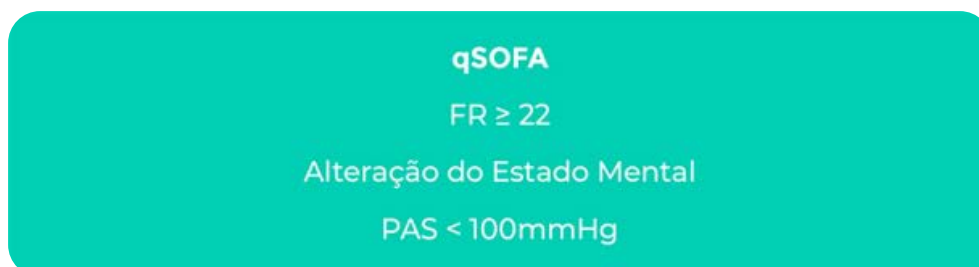 qSOFA
FR ≥ 22
Alteração do Estado Mental
PAS < 100mmHg